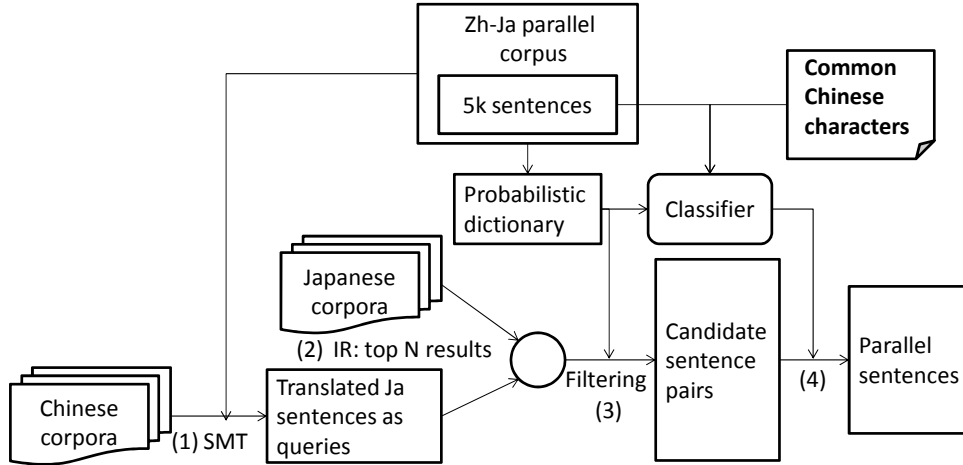 Zh-Ja parallel
corpus
5k sentences
Common
Chinese
characters
Probabilistic
dictionary
Classifier
Japanese
corpora
(2) IR: top N results
Candidate
sentence
pairs
Parallel
sentences
Filtering
(3)
(4)
Translated Ja
sentences as
queries
Chinese
corpora
(1) SMT